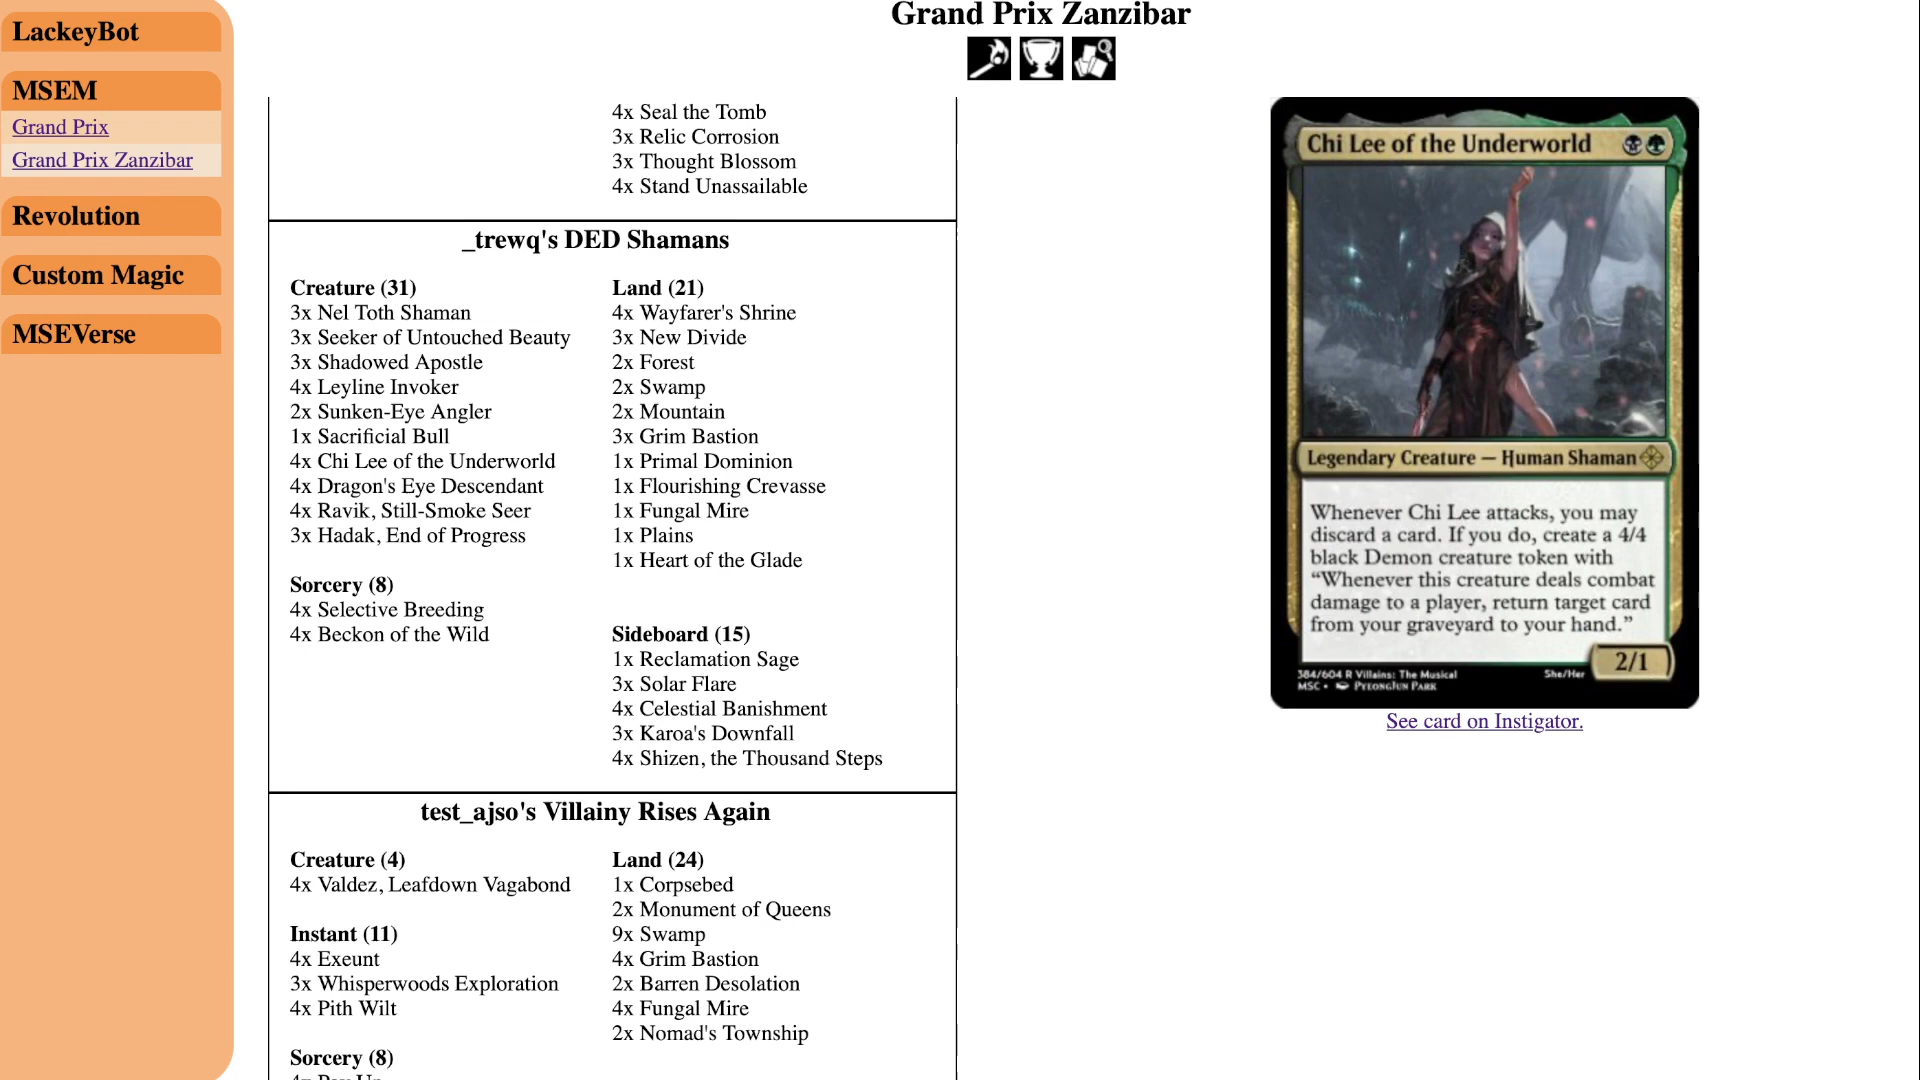 LackeyBot
MSEM
Grand Prix
Grand Prix Zanzibar
Revolution
Custom Magic
MSEVerse
Grand Prix Zanzibar
4x Seal the Tomb
3x Relic Corrosion
3x Thought Blossom
4x Stand Unassailable
_trewq's DED Shamans
Creature (31)
3x Nel Toth Shaman
3x Seeker of Untouched Beauty
3x Shadowed Apostle
4x Leyline Invoker
2x Sunken-Eye Angler
1x Sacrificial Bull
4x Chi Lee of the Underworld
4x Dragon's Eye Descendant
4x Ravik, Still-Smoke Seer
3x Hadak, End of Progress
Sorcery (8)
4x Selective Breeding
4x Beckon of the Wild
Land (21)
4x Wayfarer's Shrine
3x New Divide
2x Forest
2x Swamp
2x Mountain
3x Grim Bastion
1x Primal Dominion
1x Flourishing Crevasse
1x Fungal Mire
1x Plains
1x Heart of the Glade
Sideboard (15)
1x Reclamation Sage
3x Solar Flare
4x Celestial Banishment
3x Karoa's Downfall
4x Shizen, the Thousand Steps
test_ajso's Villainy Rises Again
Creature (4)
4x Valdez, Leafdown Vagabond
Instant (11)
4x Exeunt
3x Whisperwoods Exploration
4x Pith Wilt
Sorcery (8)
Land (24)
1x Corpsebed
2x Monument of Queens
9x Swamp
4x Grim Bastion
2x Barren Desolation
4x Fungal Mire
2x Nomad's Township
Chi Lee of the Underworld
Legendary Creature — Human Shaman
Whenever Chi Lee attacks, you may
discard a card. If you do, create a 4/4
black Demon creature token with
“Whenever this creature deals combat
damage to a player, return target card
from your graveyard to your hand.”
2/1
384/604 R Villains: The Musical
She/Her
MSC • PYEONGJUN PARK
See card on Instigator.